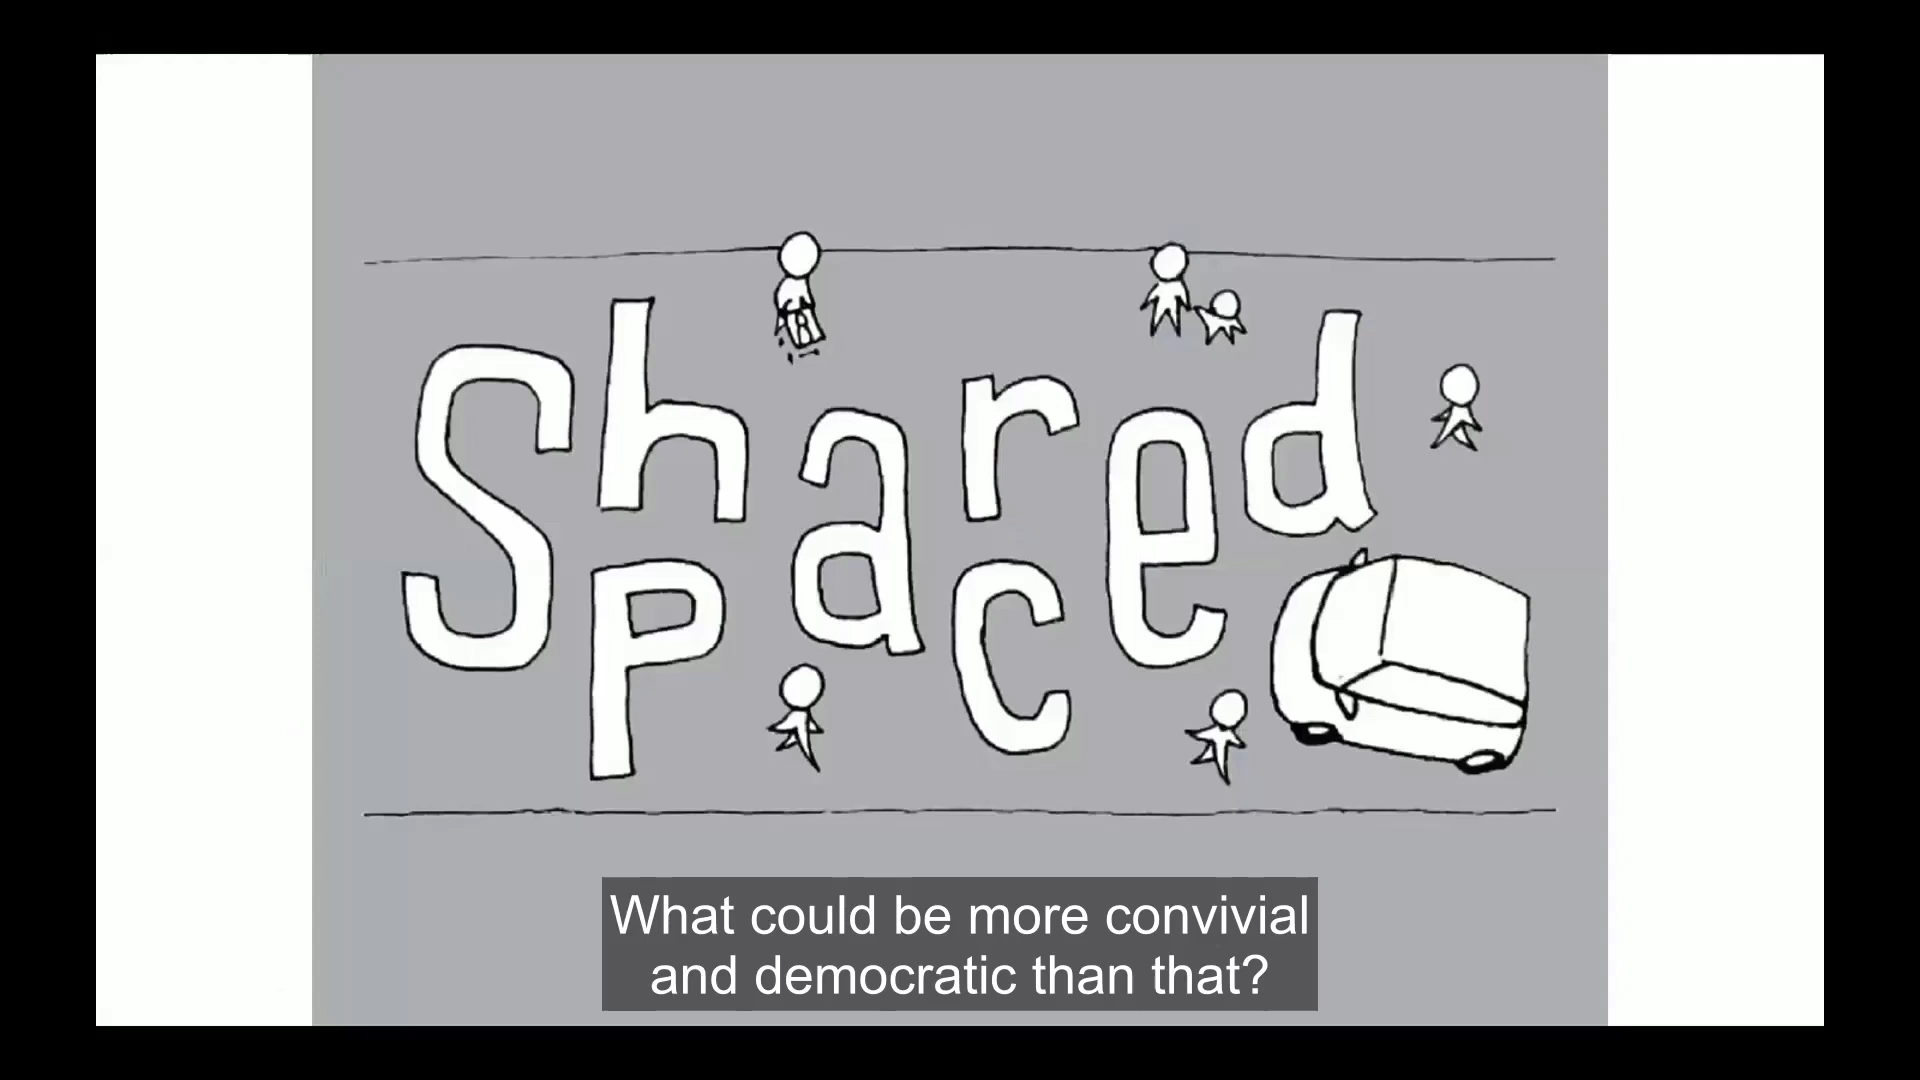 Shared
Space
What could be more convivial
and democratic than that?